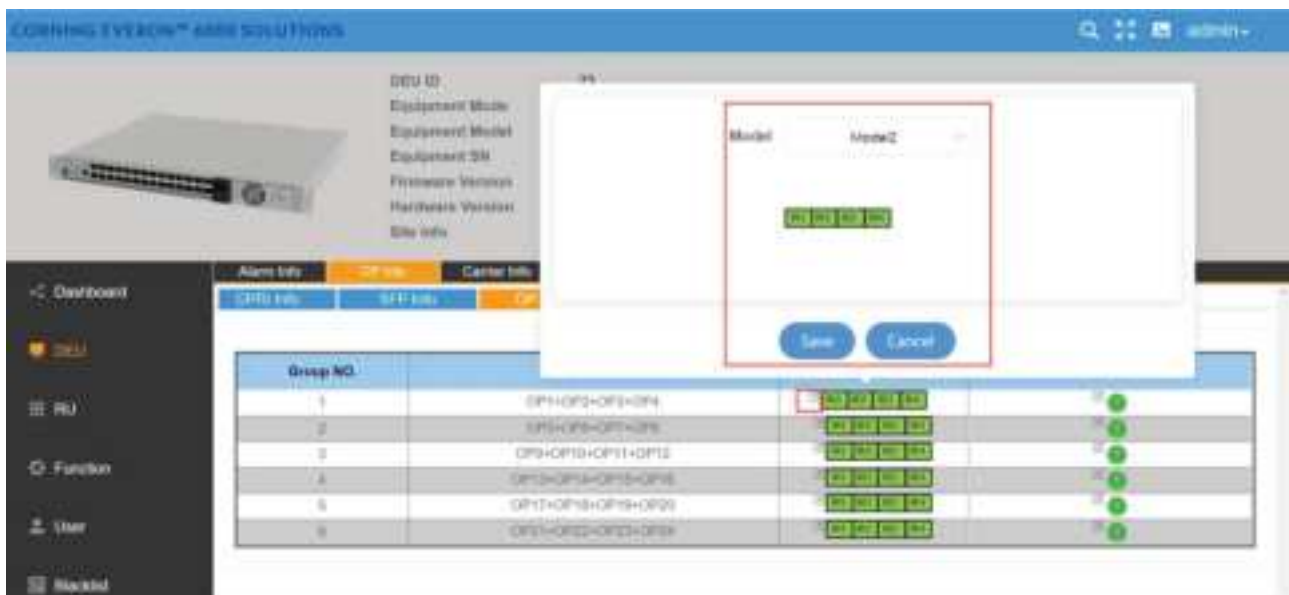 CORNING EVERON™ 6000 SOLUTIONS
admin
DEU ID
Equipment Mode
Equipment Model
Equipment SN
Firmware Version
Hardware Version
Site Info
Model
Save
Cancel
Alarm Info
OP Info
Carrier Info
CPRI Info
SFP Info
OP
Dashboard
DEU
RU
Function
User
Blacklist
Group NO.
1 OP1+OP2+OP3+OP4
2 OP5+OP6+OP7+OP8
3 OP9+OP10+OP11+OP12
4 OP13+OP14+OP15+OP16
5 OP17+OP18+OP19+OP20
6 OP21+OP22+OP23+OP24